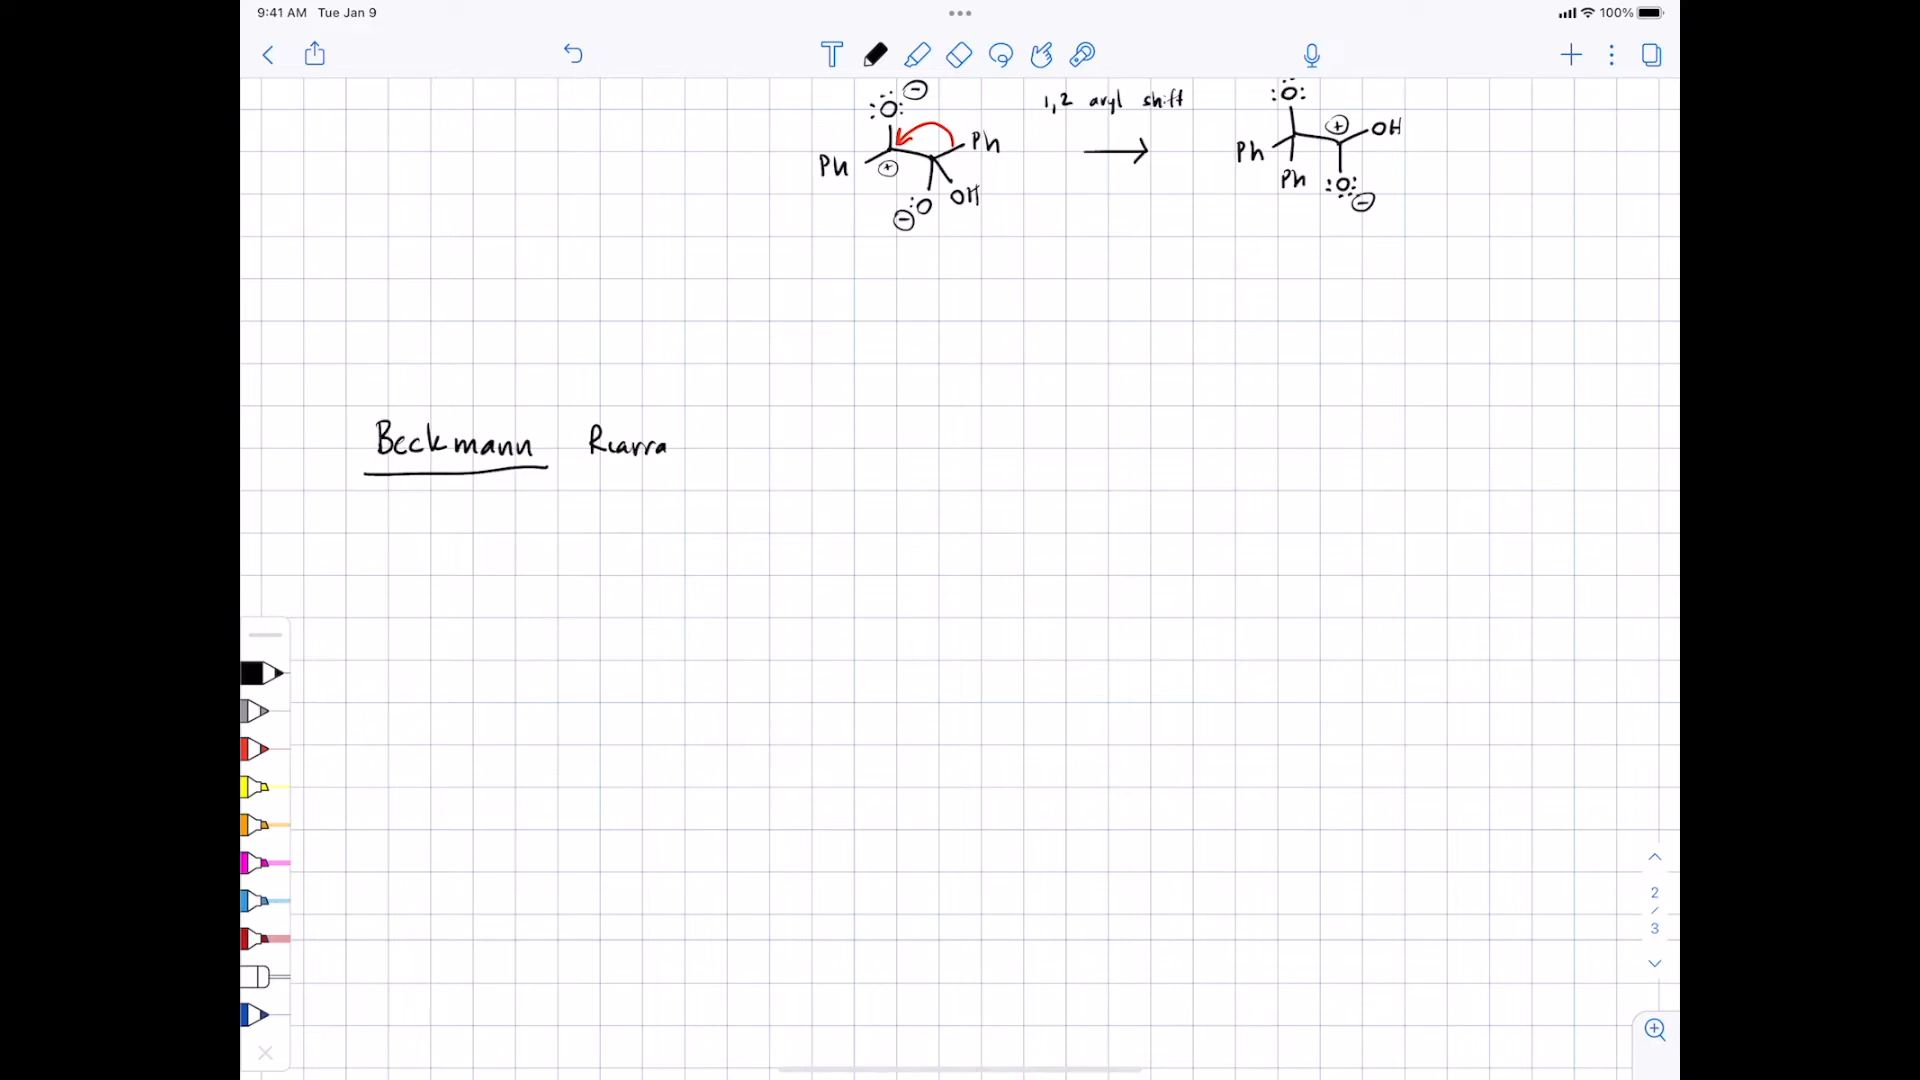 9:41 AM Tue Jan 9
100%
:O: ⊖
1,2 aryl shift
:O:
Ph
⊕
Ph
OH
⊖ :O
Ph
Ph
⊕
OH
:O:
⊖
Beckmann Rearra
2
/
3